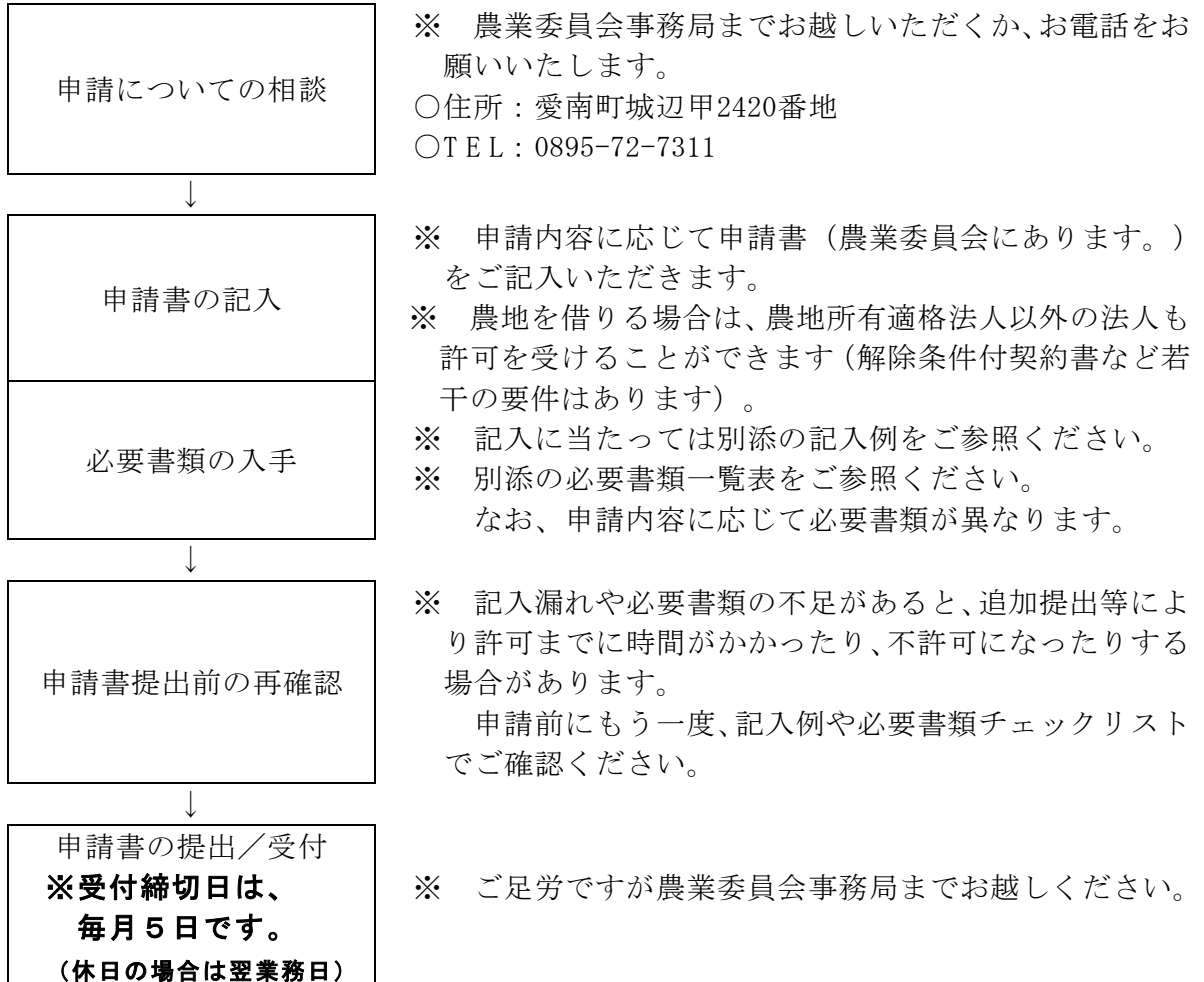 申請についての相談
※　農業委員会事務局までお越しいただくか、お電話をお
願いいたします。
○住所：愛南町城辺甲2420番地
○TEL：0895-72-7311
↓
申請書の記入
※　申請内容に応じて申請書（農業委員会にあります。）
をご記入いただきます。
※　農地を借りる場合は、農地所有適格法人以外の法人も
許可を受けることができます（解除条件付契約書など若
干の要件はあります）。
必要書類の入手
※　記入に当たっては別添の記入例をご参照ください。
※　別添の必要書類一覧表をご参照ください。
なお、申請内容に応じて必要書類が異なります。
↓
申請書提出前の再確認
※　記入漏れや必要書類の不足があると、追加提出等によ
り許可までに時間がかかったり、不許可になったりする
場合があります。
申請前にもう一度、記入例や必要書類チェックリスト
でご確認ください。
↓
申請書の提出／受付
※受付締切日は、
毎月５日です。
（休日の場合は翌業務日）
※　ご足労ですが農業委員会事務局までお越しください。